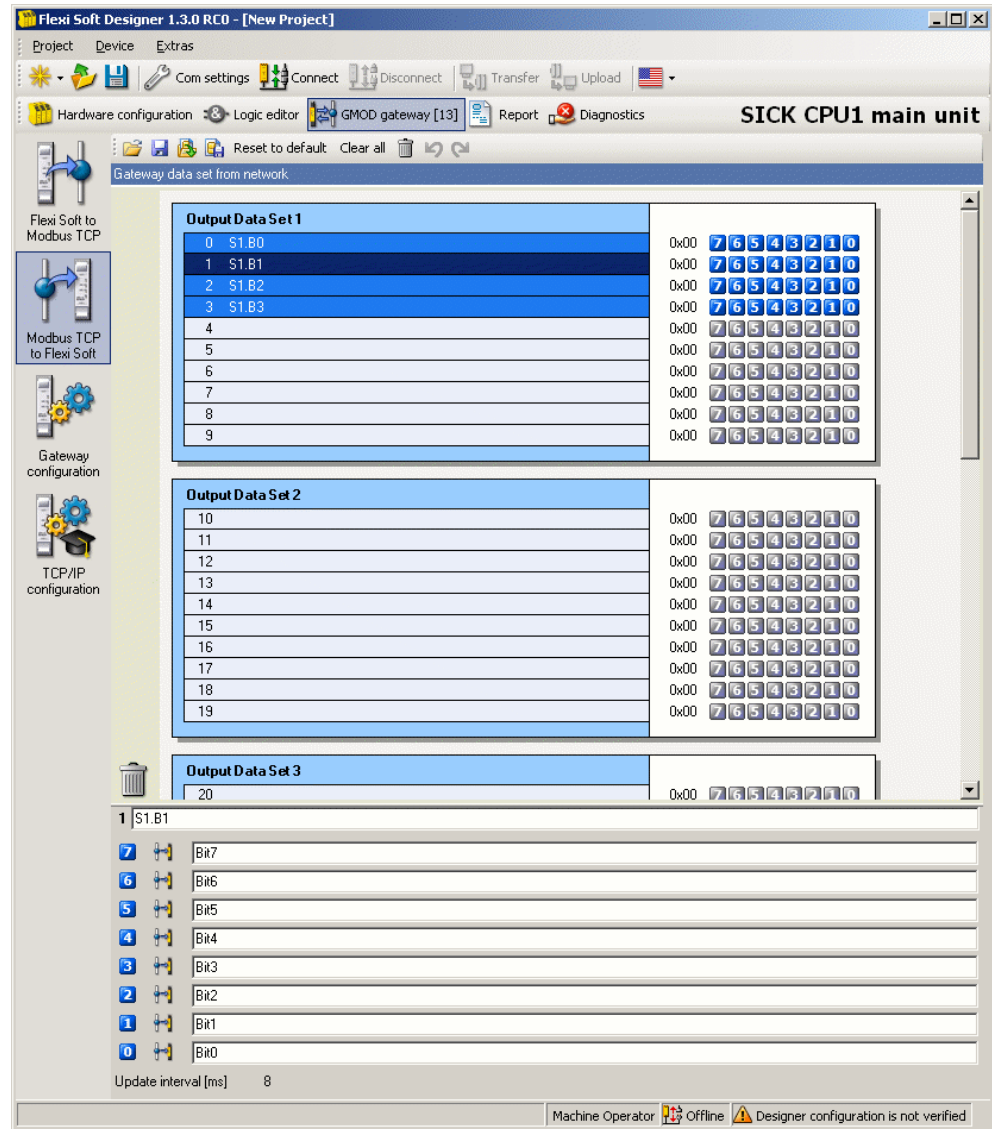 Flexi Soft Designer 1.3.0 RC0 - [New Project]
Project Device Extras
Com settings Connect Disconnect Transfer Upload
Hardware configuration Logic editor GMOD gateway [13] Report Diagnostics SICK CPU1 main unit
Reset to default Clear all
Gateway data set from network
Flexi Soft to
Modbus TCP
Modbus TCP
to Flexi Soft
Gateway
configuration
TCP/IP
configuration
Output Data Set 1
0 S1.B0 0x00 7 6 5 4 3 2 1 0
1 S1.B1 0x00 7 6 5 4 3 2 1 0
2 S1.B2 0x00 7 6 5 4 3 2 1 0
3 S1.B3 0x00 7 6 5 4 3 2 1 0
4 0x00 7 6 5 4 3 2 1 0
5 0x00 7 6 5 4 3 2 1 0
6 0x00 7 6 5 4 3 2 1 0
7 0x00 7 6 5 4 3 2 1 0
8 0x00 7 6 5 4 3 2 1 0
9 0x00 7 6 5 4 3 2 1 0
Output Data Set 2
10 0x00 7 6 5 4 3 2 1 0
11 0x00 7 6 5 4 3 2 1 0
12 0x00 7 6 5 4 3 2 1 0
13 0x00 7 6 5 4 3 2 1 0
14 0x00 7 6 5 4 3 2 1 0
15 0x00 7 6 5 4 3 2 1 0
16 0x00 7 6 5 4 3 2 1 0
17 0x00 7 6 5 4 3 2 1 0
18 0x00 7 6 5 4 3 2 1 0
19 0x00 7 6 5 4 3 2 1 0
Output Data Set 3
20 0x00 7 6 5 4 3 2 1 0
1 S1.B1
7 Bit7
6 Bit6
5 Bit5
4 Bit4
3 Bit3
2 Bit2
1 Bit1
0 Bit0
Update interval [ms] 8
Machine Operator Offline Designer configuration is not verified